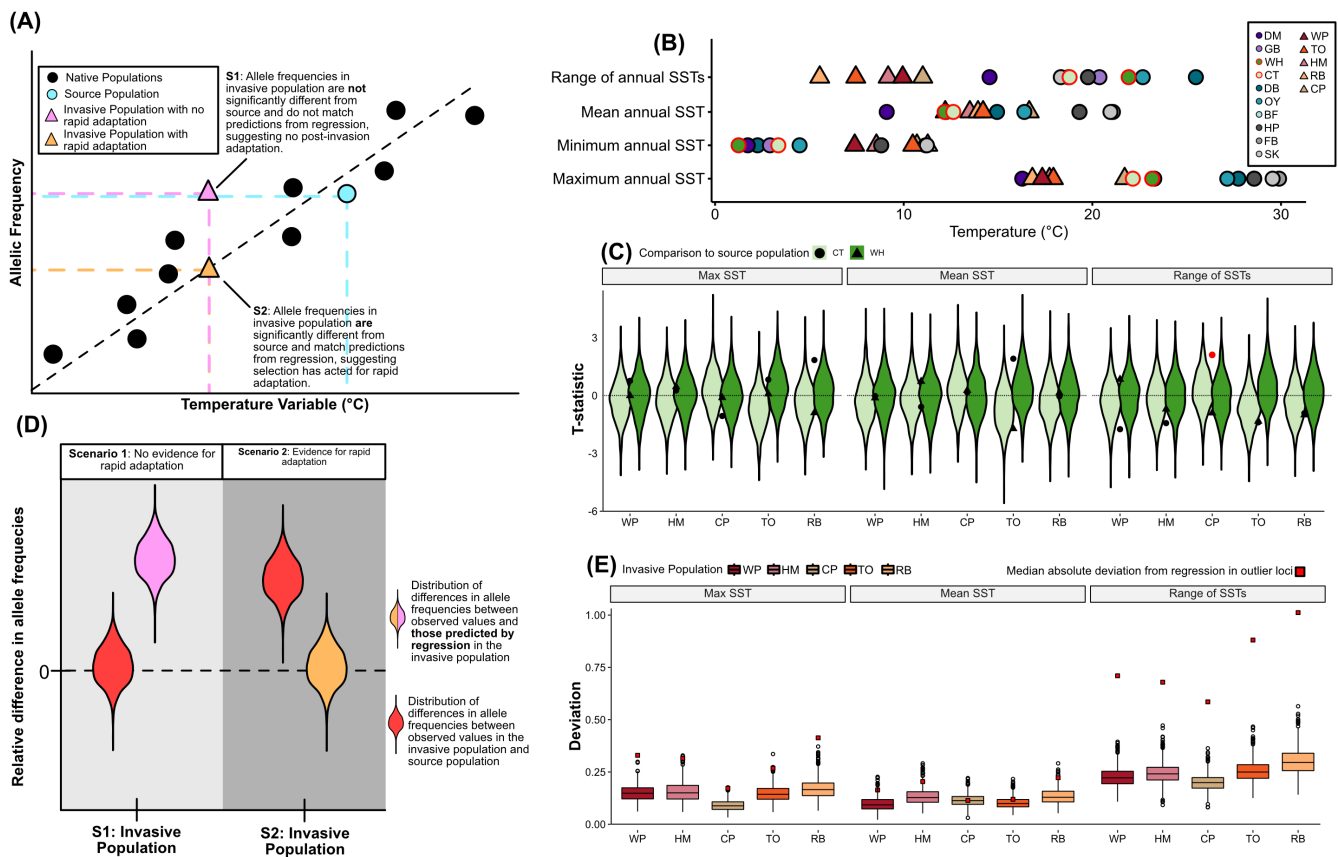 (A)
Native Populations
Source Population
Invasive Population with no
rapid adaptation
Invasive Population with
rapid adaptation
S1: Allele frequencies in
invasive population are not
significantly different from
source and do not match
predictions from regression,
suggesting no post-invasion
adaptation.
S2: Allele frequencies in
invasive population are
significantly different from
source and match predictions
from regression, suggesting
selection has acted for rapid
adaptation.
Allelic Frequency
Temperature Variable (°C)
(B)
Range of annual SSTs
Mean annual SST
Minimum annual SST
Maximum annual SST
0 10 20 30
Temperature (°C)
DM WP
GB TO
WH HM
CT RB
DB CP
OY
BF
HP
FB
SK
(C) Comparison to source population CT WH
Max SST Mean SST Range of SSTs
T-statistic
3
0
-3
-6
WP HM CP TO RB WP HM CP TO RB WP HM CP TO RB
(D)
Scenario 1: No evidence for
rapid adaptation
Scenario 2: Evidence for rapid
adaptation
Relative difference in allele frequecies
0
S1: Invasive
Population
S2: Invasive
Population
Distribution of
differences in allele
frequencies between
observed values and
those predicted by
regression in the
invasive population
Distribution of
differences in allele
frequencies between
observed values in the
invasive population and
source population
(E)
Invasive Population WP HM CP TO RB Median absolute deviation from regression in outlier loci
Max SST Mean SST Range of SSTs
Deviation
1.00
0.75
0.50
0.25
0.00
WP HM CP TO RB WP HM CP TO RB WP HM CP TO RB